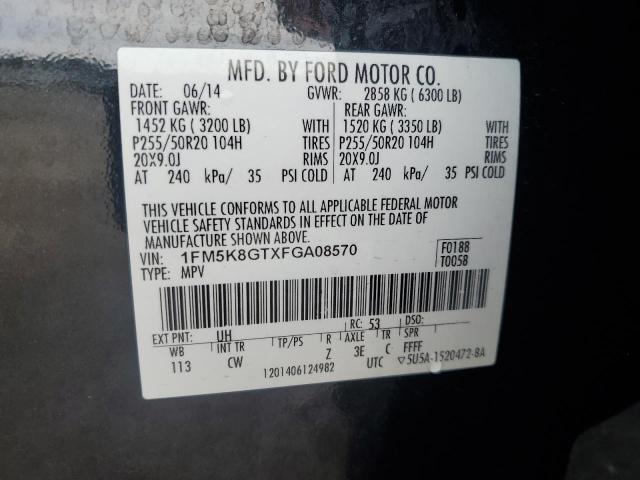 MFD. BY FORD MOTOR CO.
DATE: 06/14 GVWR: 2858 KG ( 6300 LB)
FRONT GAWR: REAR GAWR:
1452 KG ( 3200 LB) WITH 1520 KG ( 3350 LB) WITH
P255/50R20 104H TIRES P255/50R20 104H TIRES
20X9.0J RIMS 20X9.0J RIMS
AT 240 kPa/ 35 PSI COLD AT 240 kPa/ 35 PSI COLD
THIS VEHICLE CONFORMS TO ALL APPLICABLE FEDERAL MOTOR
VEHICLE SAFETY STANDARDS IN EFFECT ON THE DATE OF
MANUFACTURE SHOWN ABOVE.
VIN: 1FM5K8GTXFGA08570 F0188
TYPE: MPV T0058
EXT PNT: UH RC: 53 DSO:
WB INT TR TP/PS R AXLE TR SPR
113 CW Z 3E C FFFF
1201406124982 UTC ▽5U5A-1520472-BA